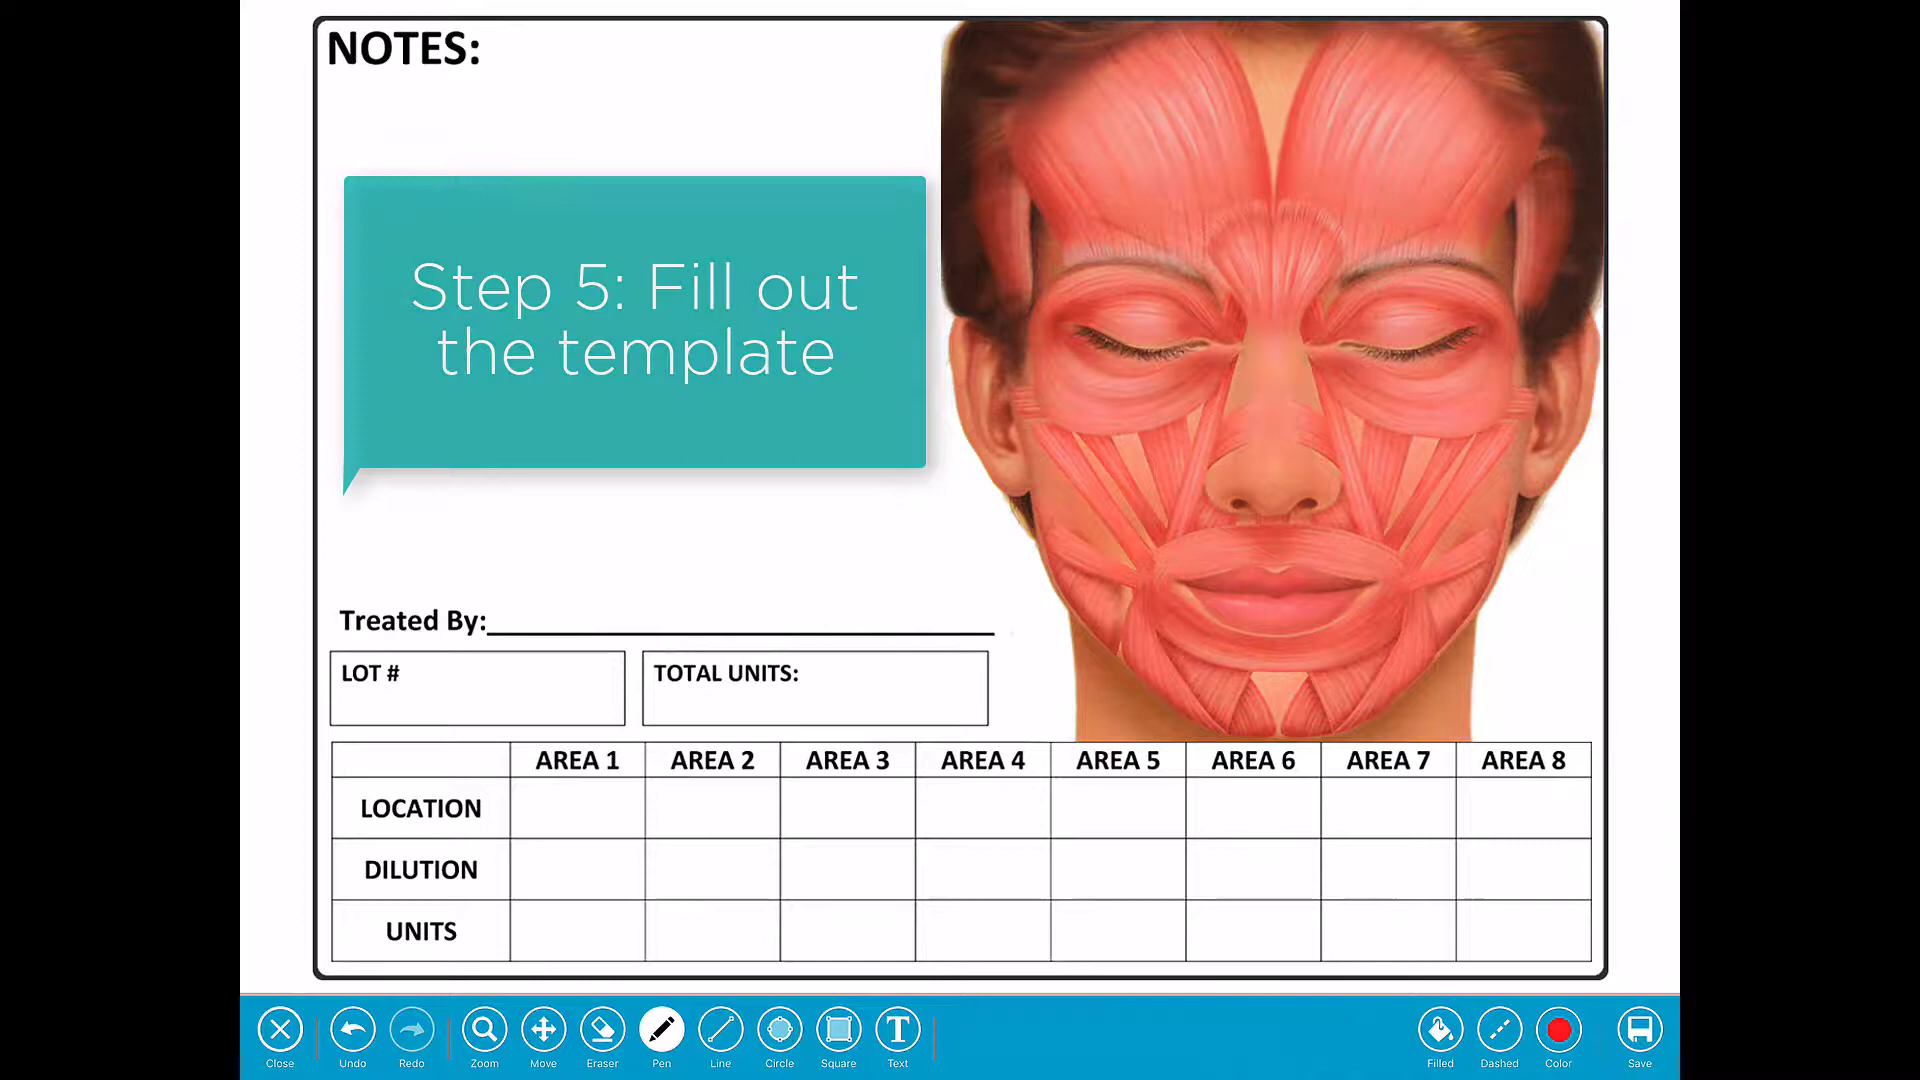 NOTES:
Step 5: Fill out
the template
Treated By:
LOT #
TOTAL UNITS:
AREA 1 AREA 2 AREA 3 AREA 4 AREA 5 AREA 6 AREA 7 AREA 8
LOCATION
DILUTION
UNITS
Close Undo Redo Zoom Move Eraser Pen Line Circle Square T Text Filled Dashed Color Save